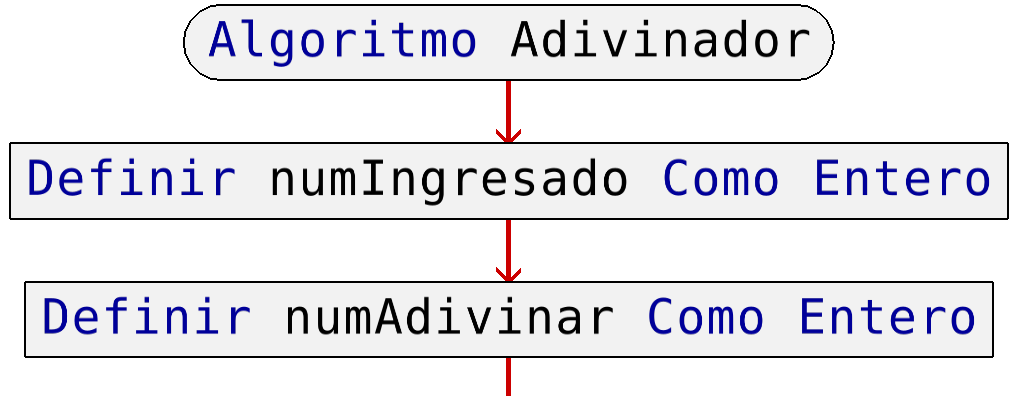 Algoritmo Adivinador
Definir numIngresado Como Entero
Definir numAdivinar Como Entero